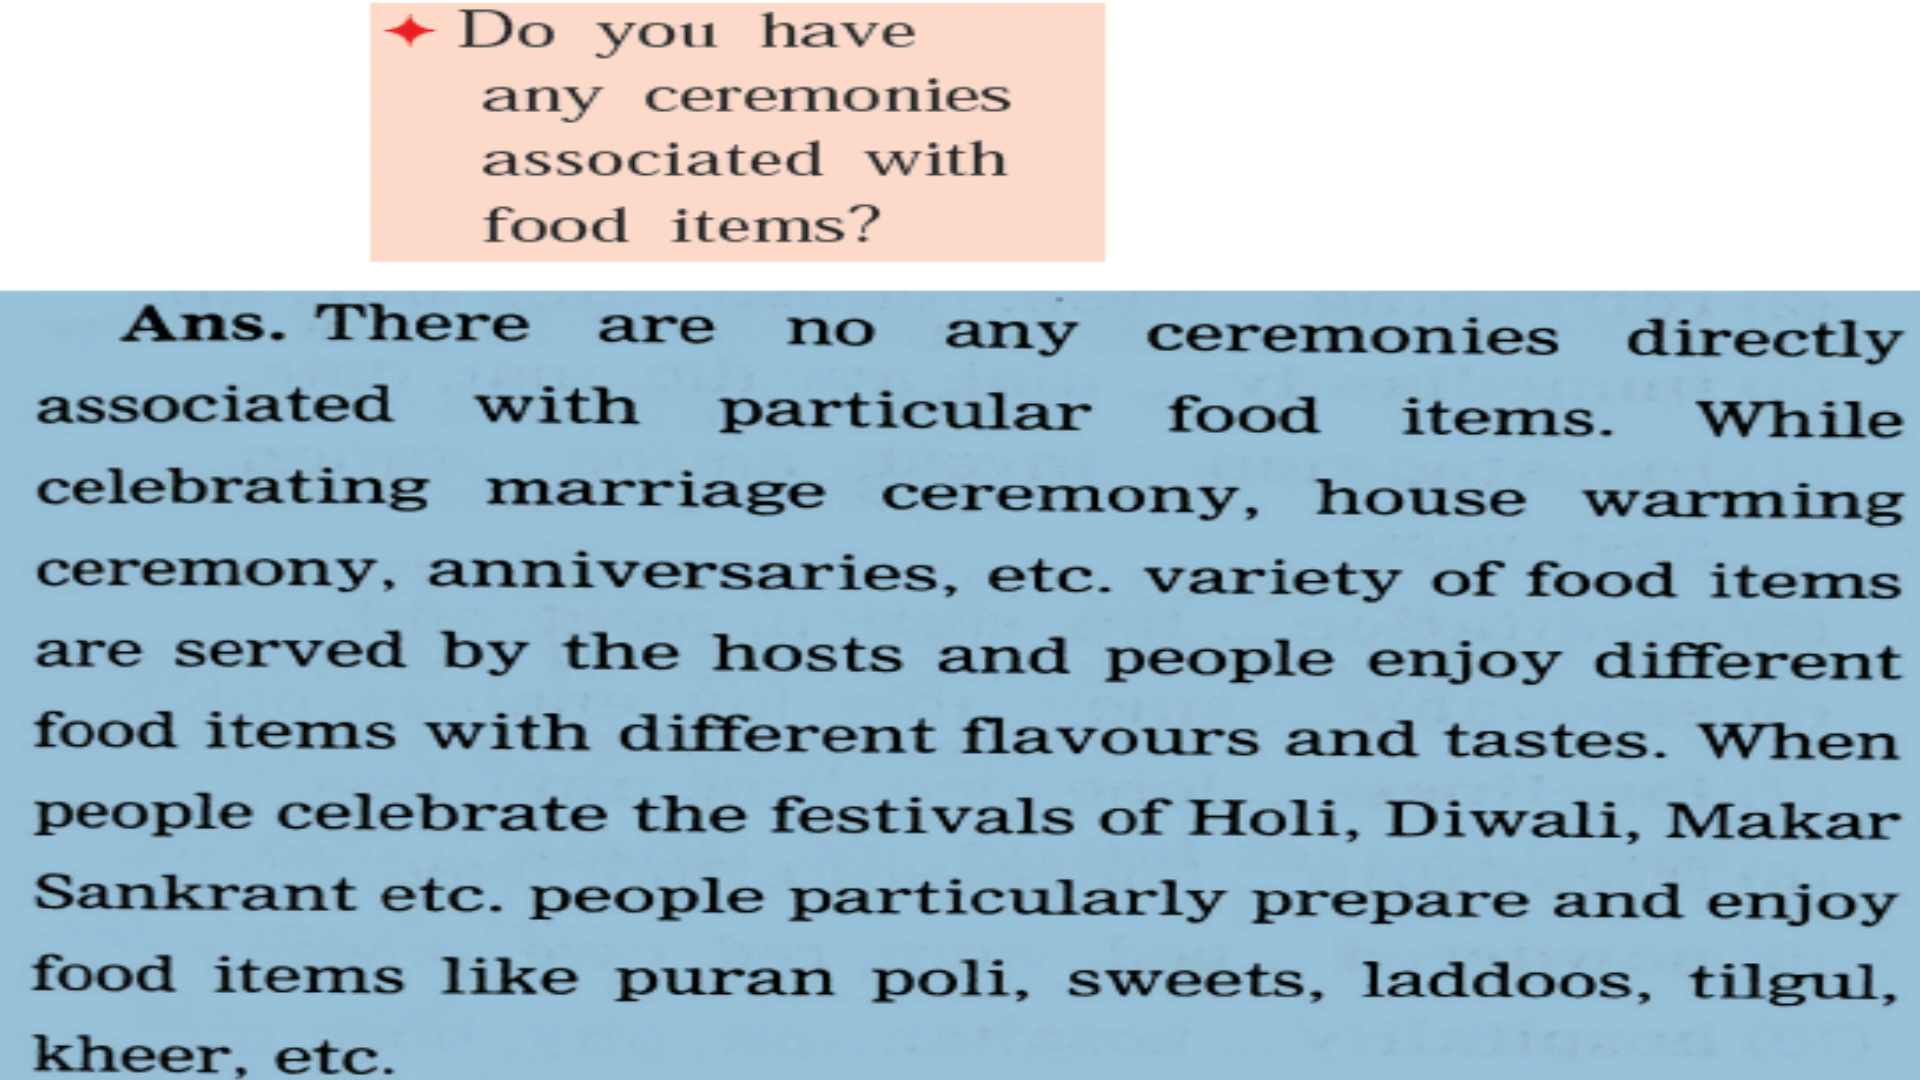 Do you have
any ceremonies
associated with
food items?
Ans. There are no any ceremonies directly
associated with particular food items. While
celebrating marriage ceremony, house warming
ceremony, anniversaries, etc. variety of food items
are served by the hosts and people enjoy different
food items with different flavours and tastes. When
people celebrate the festivals of Holi, Diwali, Makar
Sankrant etc. people particularly prepare and enjoy
food items like puran poli, sweets, laddoos, tilgul,
kheer, etc.